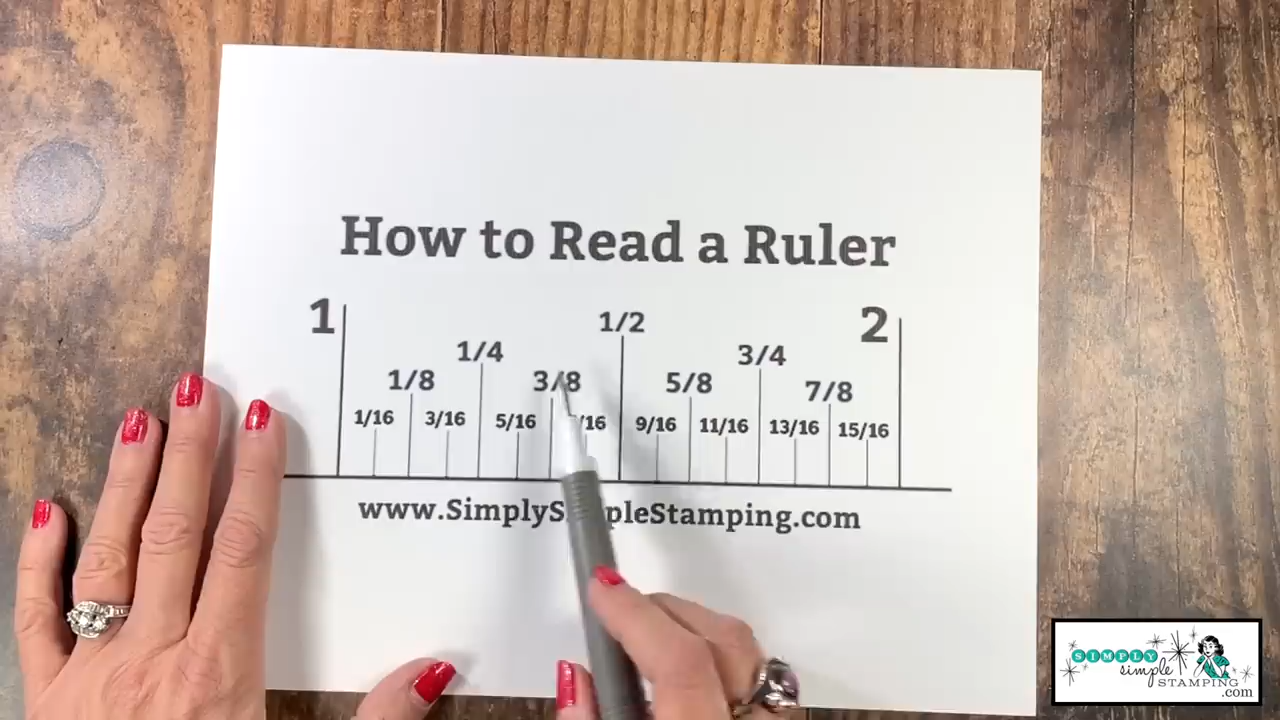 How to Read a Ruler
1 2
1/2
1/4 3/4
1/8 3/8 5/8 7/8
1/16 3/16 5/16 /16 9/16 11/16 13/16 15/16
www.SimplyS pleStamping.com
SIMPLY
simple
STAMPING
.com